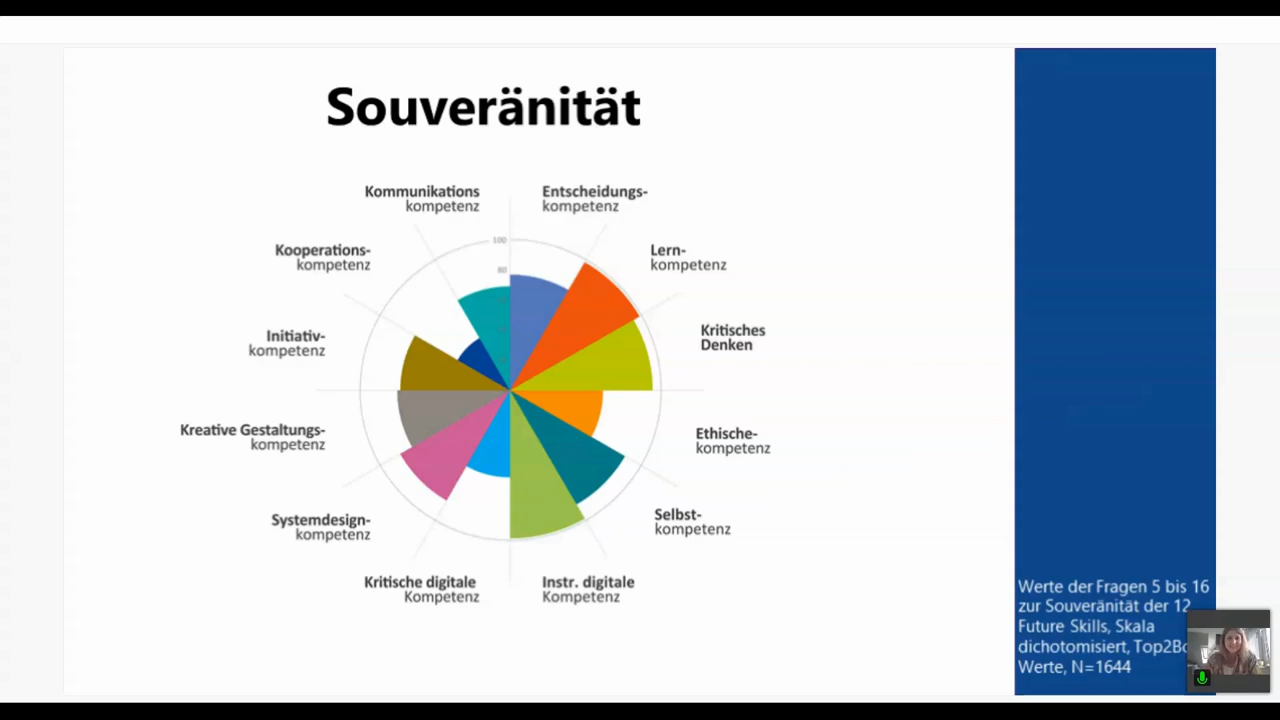 Souveränität
Kommunikations
kompetenz
Entscheidungs-
kompetenz
Kooperations-
kompetenz
Lern-
kompetenz
100
80
Initiativ-
kompetenz
Kritisches
Denken
Kreative Gestaltungs-
kompetenz
Ethische-
kompetenz
Systemdesign-
kompetenz
Selbst-
kompetenz
Kritische digitale
Kompetenz
Instr. digitale
Kompetenz
Werte der Fragen 5 bis 16
zur Souveränität der 12
Future Skills, Skala
dichotomisiert,
Werte, N=1644